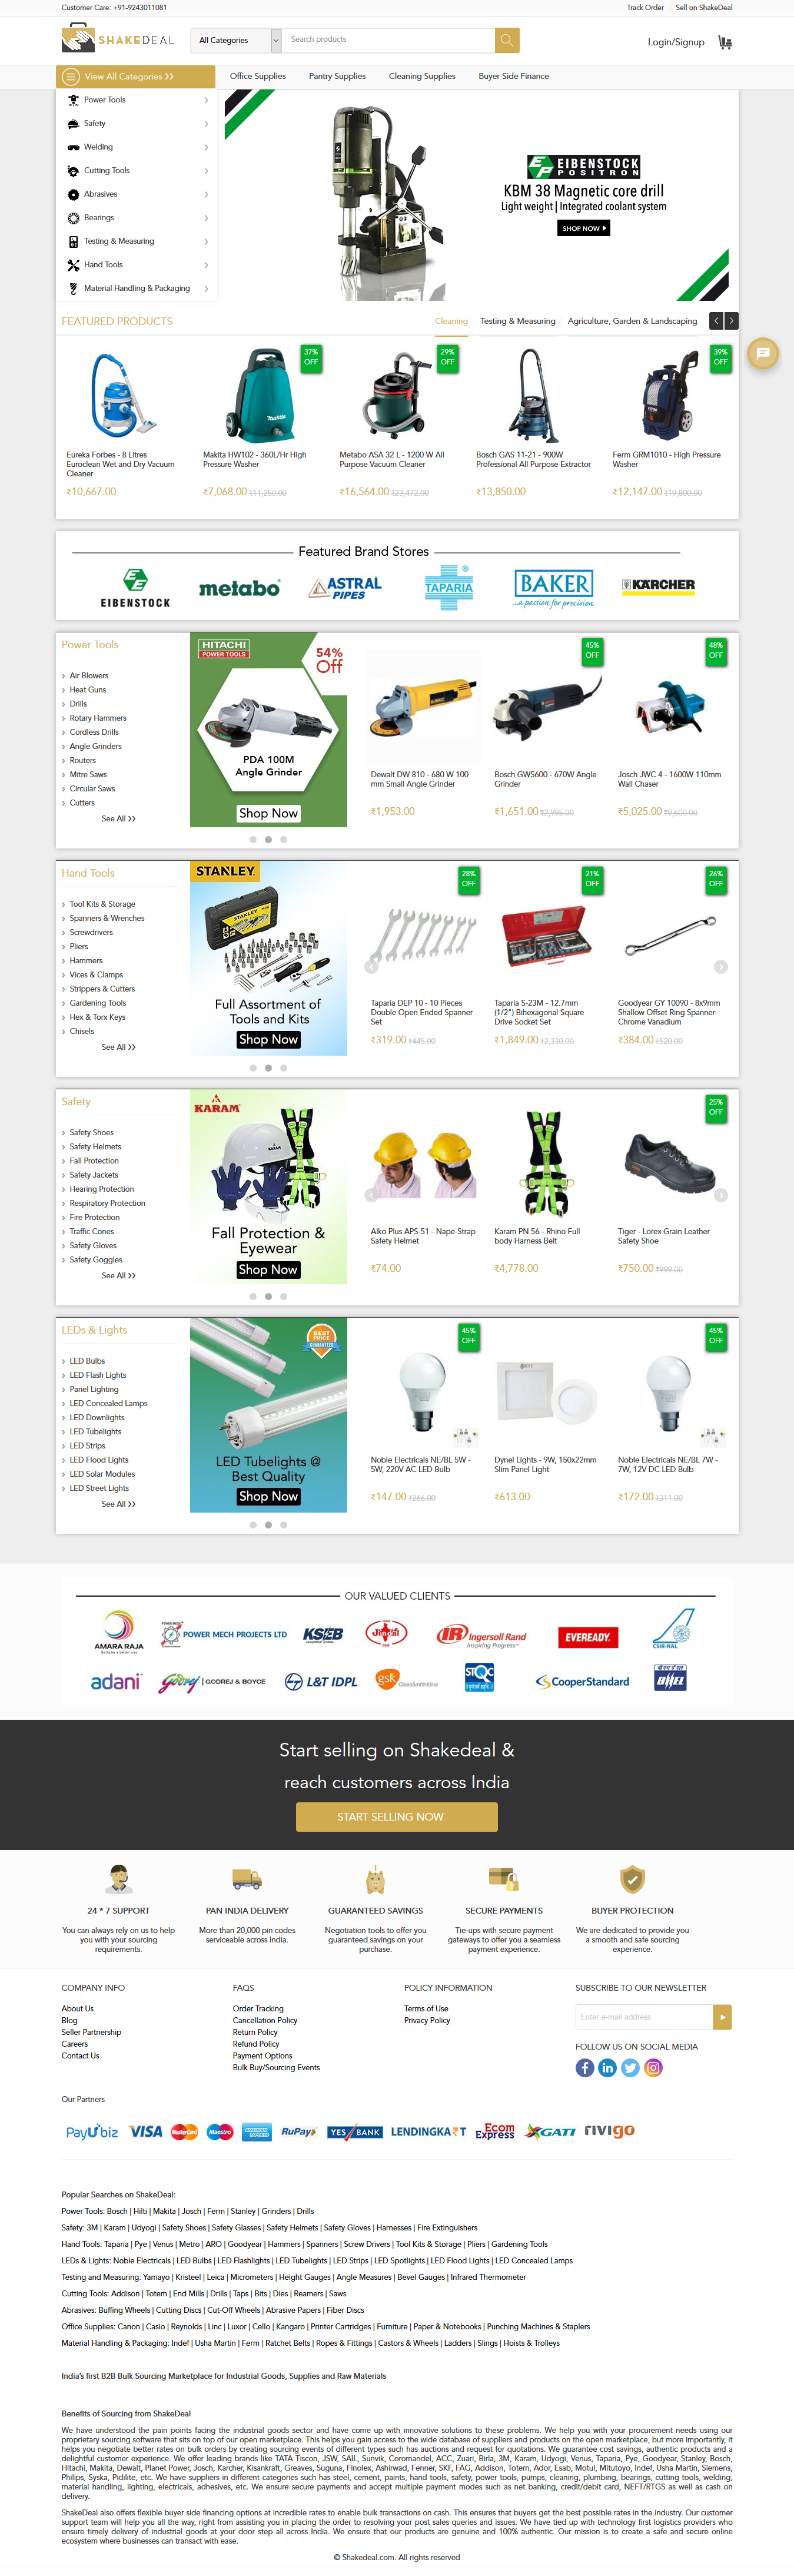 Customer Care: +91-9243011081
Track Order
Sell on ShakeDeal
SHAKEDEAL
All Categories
Search products
Login/Signup
View All Categories ❯❯
Office Supplies
Pantry Supplies
Cleaning Supplies
Buyer Side Finance
Power Tools
Safety
Welding
Cutting Tools
Abrasives
Bearings
Testing & Measuring
Hand Tools
Material Handling & Packaging
EIBENSTOCK
POSITRON
KBM 38 Magnetic core drill
Light weight | Integrated coolant system
SHOP NOW
FEATURED PRODUCTS
Cleaning
Testing & Measuring
Agriculture, Garden & Landscaping
37% OFF
29% OFF
39% OFF
Eureka Forbes - 8 Litres Euroclean Wet and Dry Vacuum Cleaner
₹10,667.00
Makita HW102 - 360L/Hr High Pressure Washer
₹7,068.00 ₹11,250.00
Metabo ASA 32 L - 1200 W All Purpose Vacuum Cleaner
₹16,564.00 ₹23,472.00
Bosch GAS 11-21 - 900W Professional All Purpose Extractor
₹13,850.00
Ferm GRM1010 - High Pressure Washer
₹12,147.00 ₹19,800.00
Featured Brand Stores
EIBENSTOCK
metabo
ASTRAL PIPES
TAPARIA
BAKER
...a passion for precision
KÄRCHER
Power Tools
Air Blowers
Heat Guns
Drills
Rotary Hammers
Cordless Drills
Angle Grinders
Routers
Mitre Saws
Circular Saws
Cutters
See All ❯❯
HITACHI
POWER TOOLS
54% Off
PDA 100M
Angle Grinder
Shop Now
45% OFF
48% OFF
Dewalt DW 810 - 680 W 100 mm Small Angle Grinder
₹1,953.00
Bosch GWS600 - 670W Angle Grinder
₹1,651.00 ₹2,995.00
Josch JWC 4 - 1600W 110mm Wall Chaser
₹5,025.00 ₹9,600.00
Hand Tools
Tool Kits & Storage
Spanners & Wrenches
Screwdrivers
Pliers
Hammers
Vices & Clamps
Strippers & Cutters
Gardening Tools
Hex & Torx Keys
Chisels
See All ❯❯
STANLEY
STANLEY
Full Assortment of
Tools and Kits
Shop Now
28% OFF
21% OFF
26% OFF
Taparia DEP 10 - 10 Pieces Double Open Ended Spanner Set
₹319.00 ₹445.00
Taparia S-23M - 12.7mm (1/2") Bihexagonal Square Drive Socket Set
₹1,849.00 ₹2,330.00
Goodyear GY 10090 - 8x9mm Shallow Offset Ring Spanner-Chrome Vanadium
₹384.00 ₹520.00
Safety
Safety Shoes
Safety Helmets
Fall Protection
Safety Jackets
Hearing Protection
Respiratory Protection
Fire Protection
Traffic Cones
Safety Gloves
Safety Goggles
See All ❯❯
KARAM
Fall Protection &
Eyewear
Shop Now
25% OFF
Alko Plus APS-51 - Nape-Strap Safety Helmet
₹74.00
Karam PN 56 - Rhino Full body Harness Belt
₹4,778.00
Tiger - Lorex Grain Leather Safety Shoe
₹750.00 ₹999.00
LEDs & Lights
LED Bulbs
LED Flash Lights
Panel Lighting
LED Concealed Lamps
LED Downlights
LED Tubelights
LED Strips
LED Flood Lights
LED Solar Modules
LED Street Lights
See All ❯❯
BEST PRICE GUARANTEED
LED Tubelights @
Best Quality
Shop Now
45% OFF
45% OFF
Noble Electricals NE/BL 5W - 5W, 220V AC LED Bulb
₹147.00 ₹266.00
Dynel Lights - 9W, 150x22mm Slim Panel Light
₹613.00
Noble Electricals NE/BL 7W - 7W, 12V DC LED Bulb
₹172.00 ₹311.00
OUR VALUED CLIENTS
AMARA RAJA
POWER MECH PROJECTS LTD
KSEB
Jindal
Ingersoll Rand
Inspiring Progress
EVEREADY
CSIR-NAL
adani
Godrej | GODREJ & BOYCE
L&T IDPL
gsk GlaxoSmithKline
STQC
CooperStandard
BHEL
Start selling on Shakedeal &
reach customers across India
START SELLING NOW
24 * 7 SUPPORT
You can always rely on us to help you with your sourcing requirements.
PAN INDIA DELIVERY
More than 20,000 pin codes serviceable across India.
GUARANTEED SAVINGS
Negotiation tools to offer you guaranteed savings on your purchase.
SECURE PAYMENTS
Tie-ups with secure payment gateways to offer you a seamless payment experience.
BUYER PROTECTION
We are dedicated to provide you a smooth and safe sourcing experience.
COMPANY INFO
About Us
Blog
Seller Partnership
Careers
Contact Us
FAQS
Order Tracking
Cancellation Policy
Return Policy
Refund Policy
Payment Options
Bulk Buy/Sourcing Events
POLICY INFORMATION
Terms of Use
Privacy Policy
SUBSCRIBE TO OUR NEWSLETTER
Enter e-mail address
FOLLOW US ON SOCIAL MEDIA
Our Partners
PayUbiz
VISA
MasterCard
Maestro
RuPay
YES BANK
LENDINGKART
Ecom Express
GATI
rivigo
Popular Searches on ShakeDeal:
Power Tools: Bosch | Hilti | Makita | Josch | Ferm | Stanley | Grinders | Drills
Safety: 3M | Karam | Udyogi | Safety Shoes | Safety Glasses | Safety Helmets | Safety Gloves | Harnesses | Fire Extinguishers
Hand Tools: Taparia | Pye | Venus | Metro | ARO | Goodyear | Hammers | Spanners | Screw Drivers | Tool Kits & Storage | Pliers | Gardening Tools
LEDs & Lights: Noble Electricals | LED Bulbs | LED Flashlights | LED Tubelights | LED Strips | LED Spotlights | LED Flood Lights | LED Concealed Lamps
Testing and Measuring: Yamayo | Kristeel | Leica | Micrometers | Height Gauges | Angle Measures | Bevel Gauges | Infrared Thermometer
Cutting Tools: Addison | Totem | End Mills | Drills | Taps | Bits | Dies | Reamers | Saws
Abrasives: Buffing Wheels | Cutting Discs | Cut-Off Wheels | Abrasive Papers | Fiber Discs
Office Supplies: Canon | Casio | Reynolds | Linc | Luxor | Cello | Kangaro | Printer Cartridges | Furniture | Paper & Notebooks | Punching Machines & Staplers
Material Handling & Packaging: Indef | Usha Martin | Ferm | Ratchet Belts | Ropes & Fittings | Castors & Wheels | Ladders | Slings | Hoists & Trolleys
India's first B2B Bulk Sourcing Marketplace for Industrial Goods, Supplies and Raw Materials
Benefits of Sourcing from ShakeDeal
We have understood the pain points facing the industrial goods sector and have come up with innovative solutions to these problems. We help you with your procurement needs using our
proprietary sourcing software that sits on top of our open marketplace. This helps you gain access to the wide database of suppliers and products on the open marketplace, but more importantly, it
helps you negotiate better rates on bulk orders by creating sourcing events of different types such has auctions and request for quotations. We guarantee cost savings, authentic products and a
delightful customer experience. We offer leading brands like TATA Tiscon, JSW, SAIL, Sunvik, Coromandel, ACC, Zuari, Birla, 3M, Karam, Udyogi, Venus, Taparia, Pye, Goodyear, Stanley, Bosch,
Hitachi, Makita, Dewalt, Planet Power, Josch, Karcher, Kisankraft, Greaves, Suguna, Finolex, Ashirwad, Fenner, SKF, FAG, Addison, Totem, Ador, Esab, Motul, Mitutoyo, Indef, Usha Martin, Siemens,
Philips, Syska, Pidilite, etc. We have suppliers in different categories such has steel, cement, paints, hand tools, safety, power tools, pumps, cleaning, plumbing, bearings, cutting tools, welding,
material handling, lighting, electricals, adhesives, etc. We ensure secure payments and accept multiple payment modes such as net banking, credit/debit card, NEFT/RTGS as well as cash on
delivery.
ShakeDeal also offers flexible buyer side financing options at incredible rates to enable bulk transactions on cash. This ensures that buyers get the best possible rates in the industry. Our customer
support team will help you all the way, right from assisting you in placing the order to resolving your post sales queries and issues. We have tied up with technology first logistics providers who
ensure timely delivery of industrial goods at your door step all across India. We ensure that our products are genuine and 100% authentic. Our mission is to create a safe and secure online
ecosystem where businesses can transact with ease.
© Shakedeal.com. All rights reserved